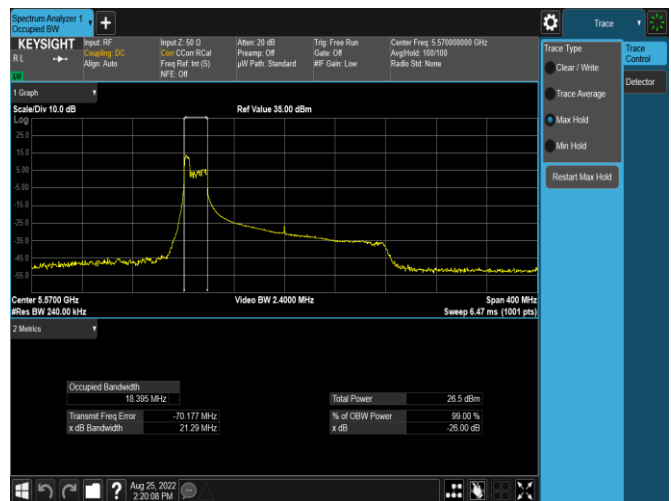 Spectrum Analyzer 1
Occupied BW
+
Trace
KEYSIGHT
RL
LW
Input: RF
Coupling: DC
Align: Auto
Input Z: 50 Ω
Corr CCorr RCal
Freq Ref: Int (S)
NFE: Off
Atten: 20 dB
Preamp: Off
µW Path: Standard
Trig: Free Run
Gate: Off
#IF Gain: Low
Center Freq: 5.570000000 GHz
Avg|Hold: 100/100
Radio Std: None
Trace Type
Clear / Write
Trace Average
Max Hold
Min Hold
Restart Max Hold
Trace
Control
Detector
1 Graph
Scale/Div 10.0 dB
Ref Value 35.00 dBm
Log
25.0
15.0
5.00
-5.00
-15.0
-25.0
-35.0
-45.0
-55.0
Center 5.5700 GHz
Video BW 2.4000 MHz
Span 400 MHz
#Res BW 240.00 kHz
Sweep 6.47 ms (1001 pts)
2 Metrics
Occupied Bandwidth
18.395 MHz
Total Power 26.5 dBm
Transmit Freq Error -70.177 MHz
% of OBW Power 99.00 %
x dB Bandwidth 21.29 MHz
x dB -26.00 dB
?
Aug 25, 2022
2:20:08 PM